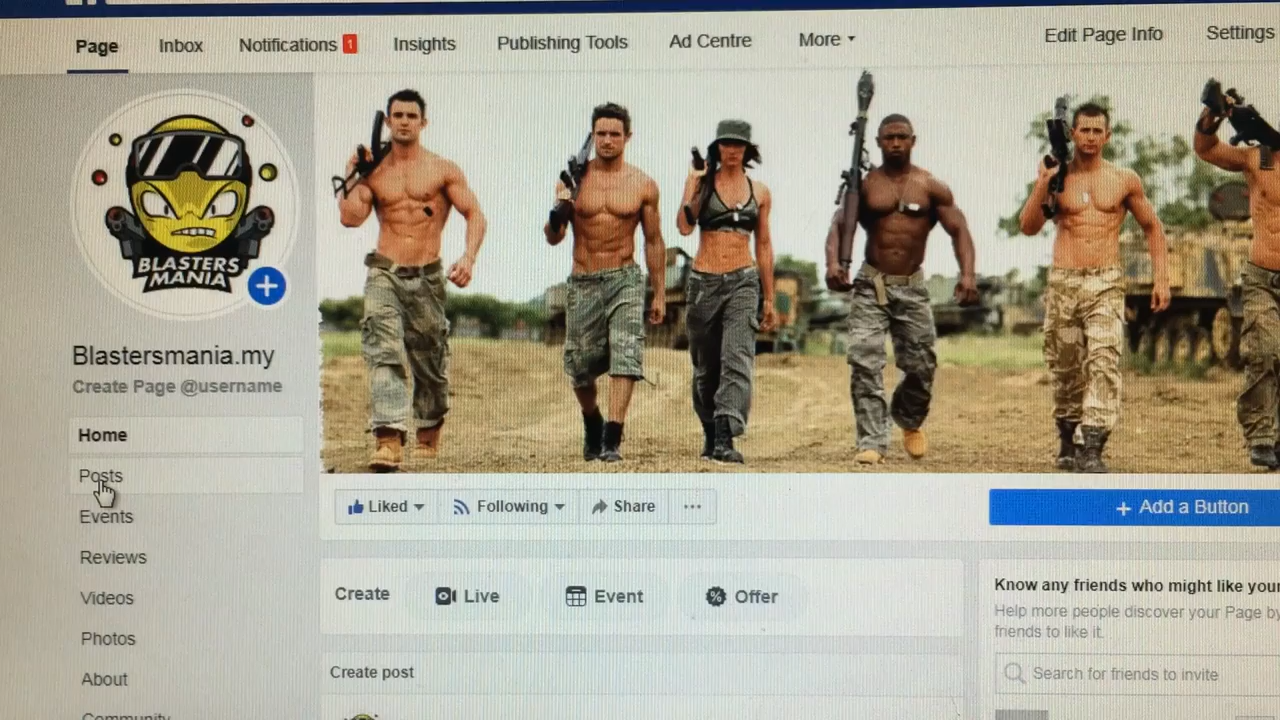 Page Inbox Notifications 1 Insights Publishing Tools Ad Centre More Edit Page Info Settings
BLASTERS
MANIA
Blastersmania.my
Create Page @username
Home
Posts
Events
Reviews
Videos
Photos
About
Community
Liked Following Share ...
+ Add a Button
Create Live Event Offer
Create post
Know any friends who might like your
Help more people discover your Page by
friends to like it.
Search for friends to invite